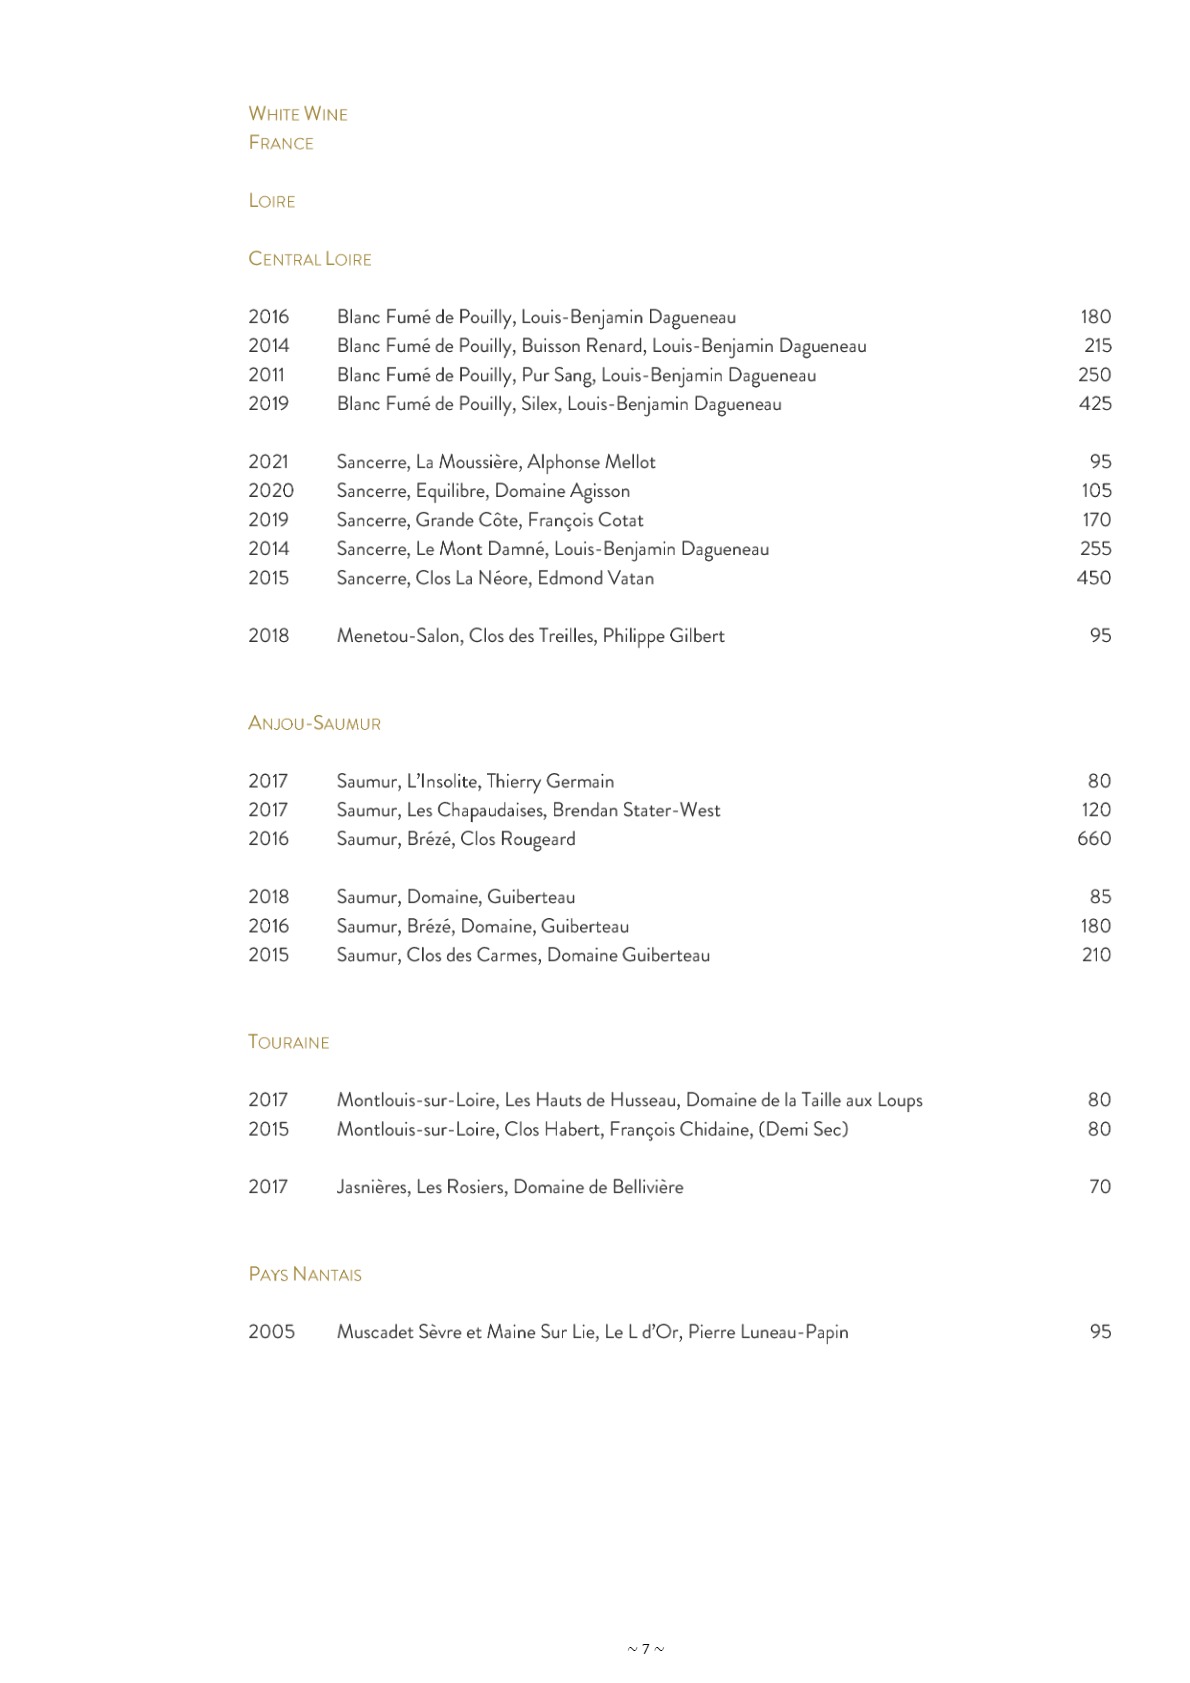 WHITE WINE
FRANCE
LOIRE
CENTRAL LOIRE
2016 Blanc Fumé de Pouilly, Louis-Benjamin Dagueneau 180
2014 Blanc Fumé de Pouilly, Buisson Renard, Louis-Benjamin Dagueneau 215
2011 Blanc Fumé de Pouilly, Pur Sang, Louis-Benjamin Dagueneau 250
2019 Blanc Fumé de Pouilly, Silex, Louis-Benjamin Dagueneau 425
2021 Sancerre, La Moussière, Alphonse Mellot 95
2020 Sancerre, Equilibre, Domaine Agisson 105
2019 Sancerre, Grande Côte, François Cotat 170
2014 Sancerre, Le Mont Damné, Louis-Benjamin Dagueneau 255
2015 Sancerre, Clos La Néore, Edmond Vatan 450
2018 Menetou-Salon, Clos des Treilles, Philippe Gilbert 95
ANJOU-SAUMUR
2017 Saumur, L’Insolite, Thierry Germain 80
2017 Saumur, Les Chapaudaises, Brendan Stater-West 120
2016 Saumur, Brézé, Clos Rougeard 660
2018 Saumur, Domaine, Guiberteau 85
2016 Saumur, Brézé, Domaine, Guiberteau 180
2015 Saumur, Clos des Carmes, Domaine Guiberteau 210
TOURAINE
2017 Montlouis-sur-Loire, Les Hauts de Husseau, Domaine de la Taille aux Loups 80
2015 Montlouis-sur-Loire, Clos Habert, François Chidaine, (Demi Sec) 80
2017 Jasnières, Les Rosiers, Domaine de Bellivière 70
PAYS NANTAIS
2005 Muscadet Sèvre et Maine Sur Lie, Le L d’Or, Pierre Luneau-Papin 95
~ 7 ~